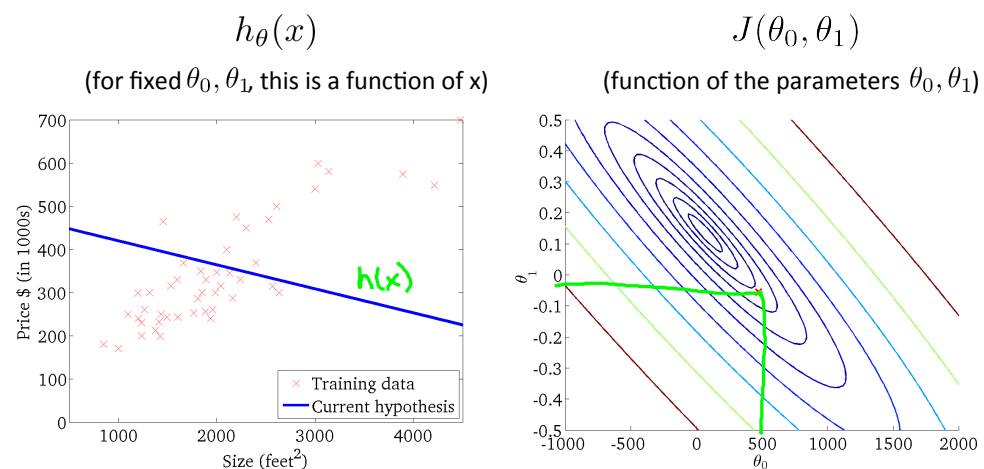 hθ(x)
(for fixed θ0, θ1, this is a function of x)
700
600
500
400
300
200
100
0
Price $ (in 1000s)
h(x)
Training data
Current hypothesis
1000
2000
3000
4000
Size (feet²)
J(θ0, θ1)
(function of the parameters θ0, θ1)
0.5
0.4
0.3
0.2
0.1
0
-0.1
-0.2
-0.3
-0.4
-0.5
θ1
-1000
-500
0
500
1000
1500
2000
θ0